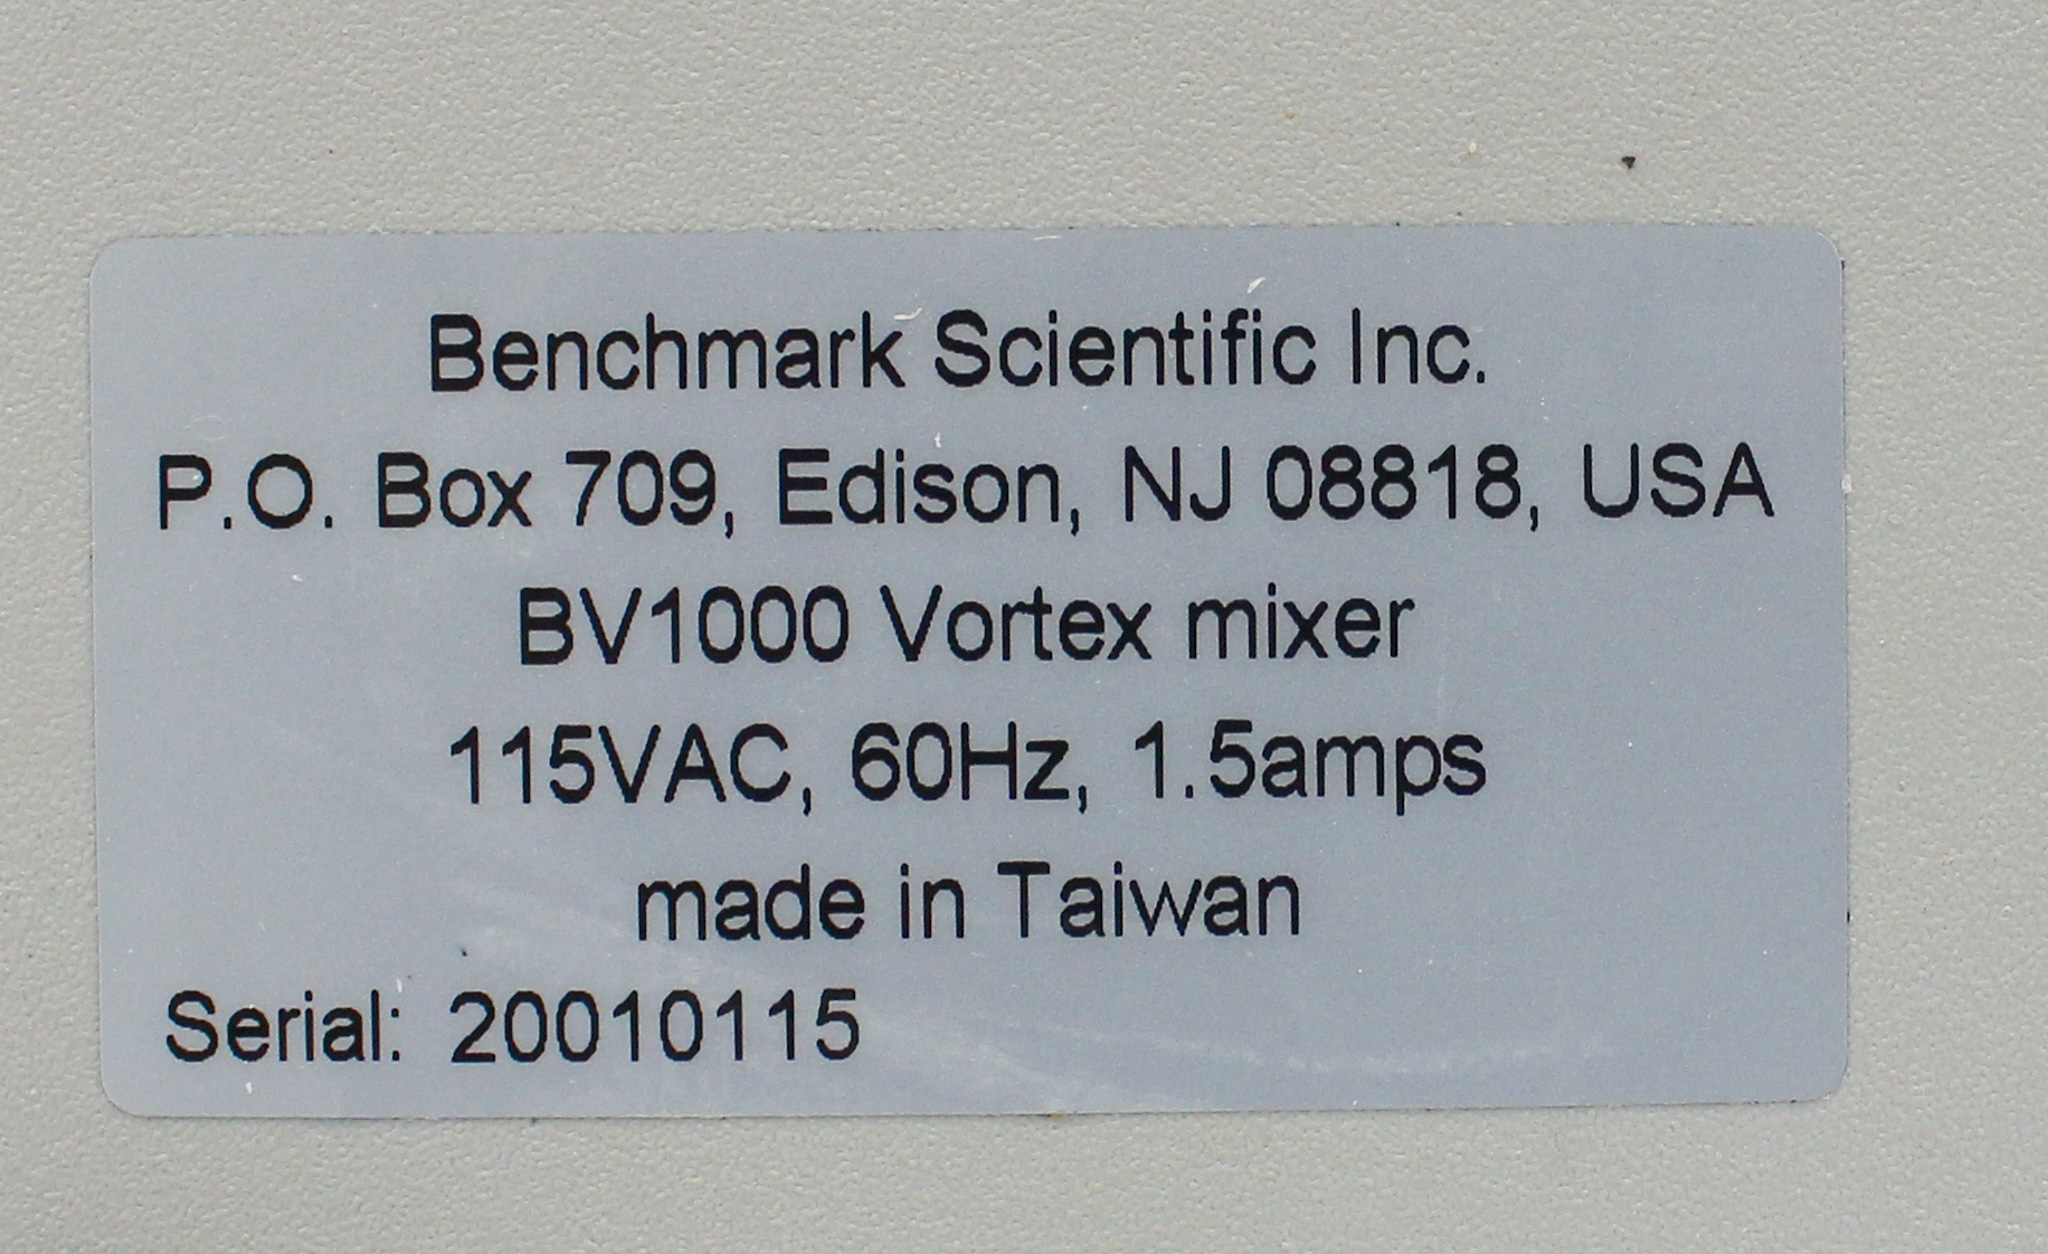 Benchmark Scientific Inc.
P.O. Box 709, Edison, NJ 08818, USA
BV1000 Vortex mixer
115VAC, 60Hz, 1.5amps
made in Taiwan
Serial: 20010115